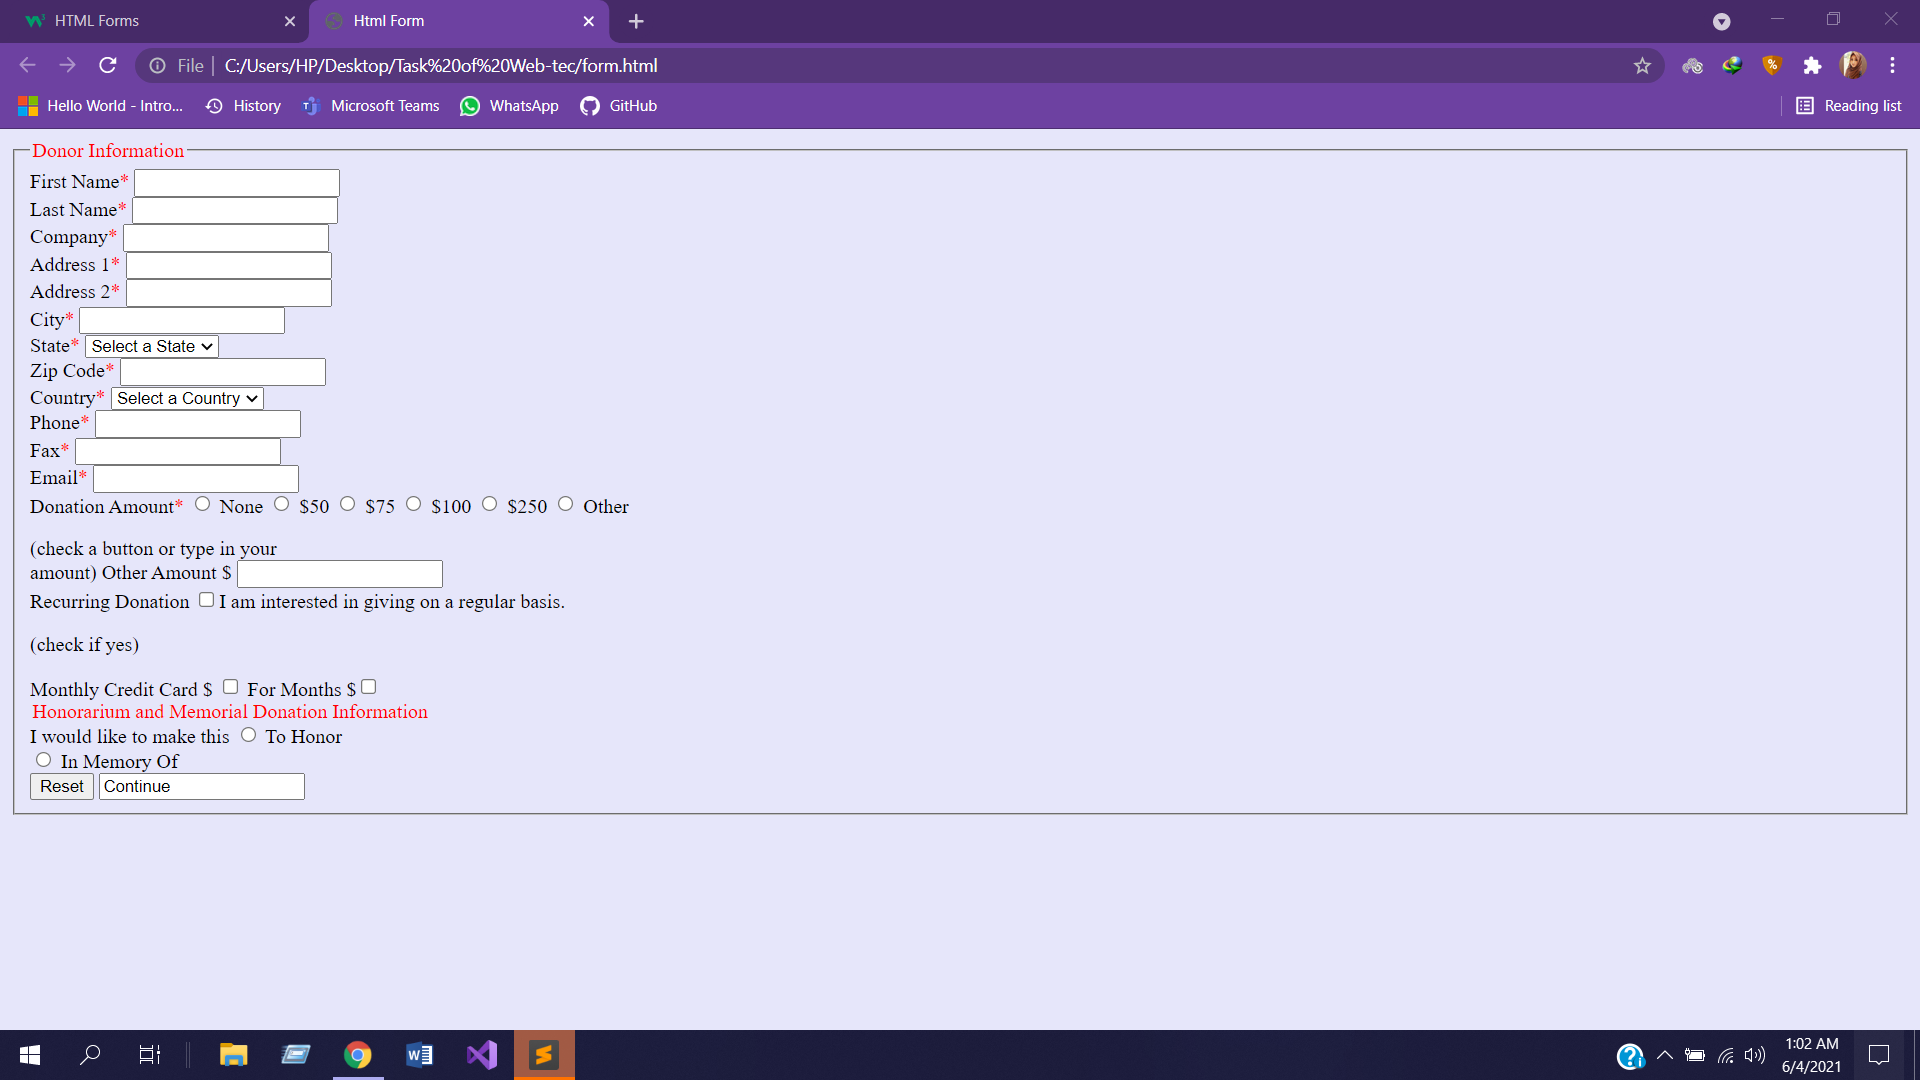 HTML Forms
Html Form
File | C:/Users/HP/Desktop/Task%20of%20Web-tec/form.html
Hello World - Intro... History Microsoft Teams WhatsApp GitHub Reading list
Donor Information
First Name*
Last Name*
Company*
Address 1*
Address 2*
City*
State* Select a State
Zip Code*
Country* Select a Country
Phone*
Fax*
Email*
Donation Amount* None $50 $75 $100 $250 Other
(check a button or type in your
amount) Other Amount $
Recurring Donation I am interested in giving on a regular basis.
(check if yes)
Monthly Credit Card $ For Months $
Honorarium and Memorial Donation Information
I would like to make this To Honor
In Memory Of
Reset Continue
1:02 AM
6/4/2021